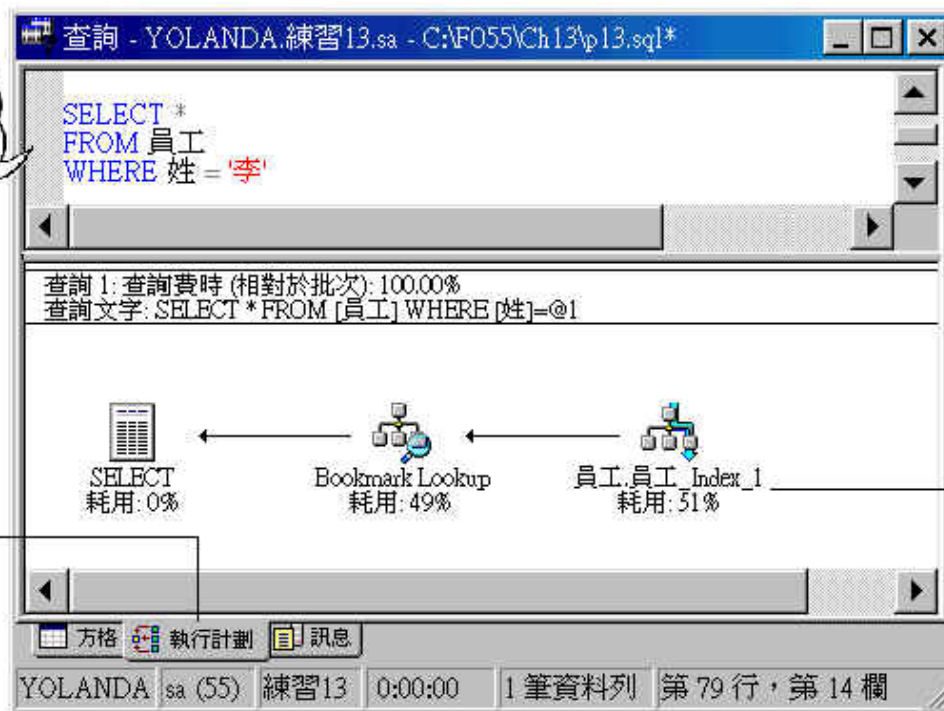 查詢 - YOLANDA.練習13.sa - C:\F055\Ch13\p13.sql*
SELECT *
FROM 員工
WHERE 姓 = '李'
查詢 1: 查詢費時 (相對於批次): 100.00%
查詢文字: SELECT * FROM [員工] WHERE [姓]=@1
SELECT
耗用: 0%
Bookmark Lookup
耗用: 49%
員工.員工_Index_1
耗用: 51%
方格 執行計劃 訊息
YOLANDA sa (55) 練習13 0:00:00 1 筆資料列 第 79 行，第 14 欄